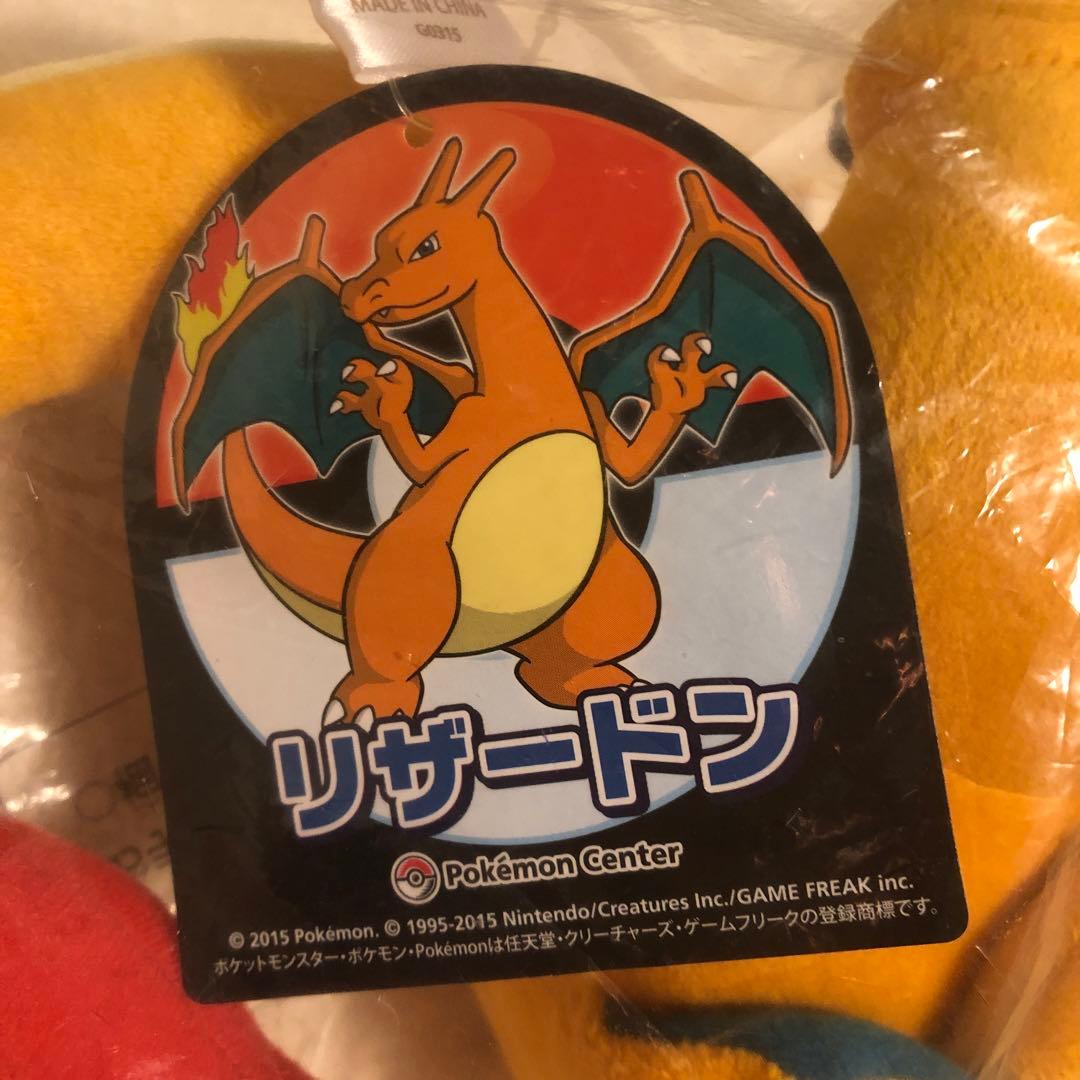 MADE IN CHINA
G0315
リザードン
Pokémon Center
© 2015 Pokémon. © 1995-2015 Nintendo/Creatures Inc./GAME FREAK inc.
ポケットモンスター・ポケモン・Pokémonは任天堂・クリーチャーズ・ゲームフリークの登録商標です。